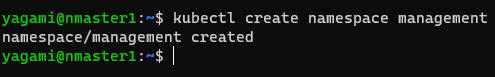 yagami@nmaster1:~$ kubectl create namespace management
namespace/management created
yagami@nmaster1:~$